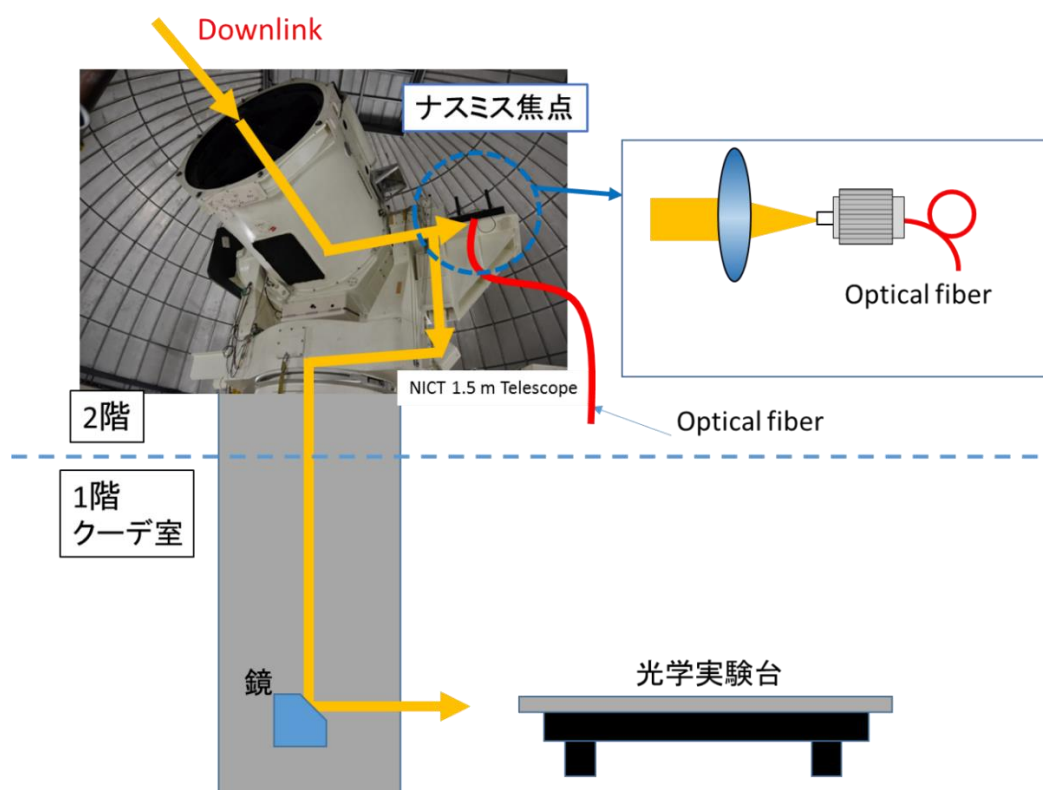 Downlink
ナスミス焦点
Optical fiber
NICT 1.5 m Telescope
Optical fiber
2階
1階
クーデ室
鏡
光学実験台